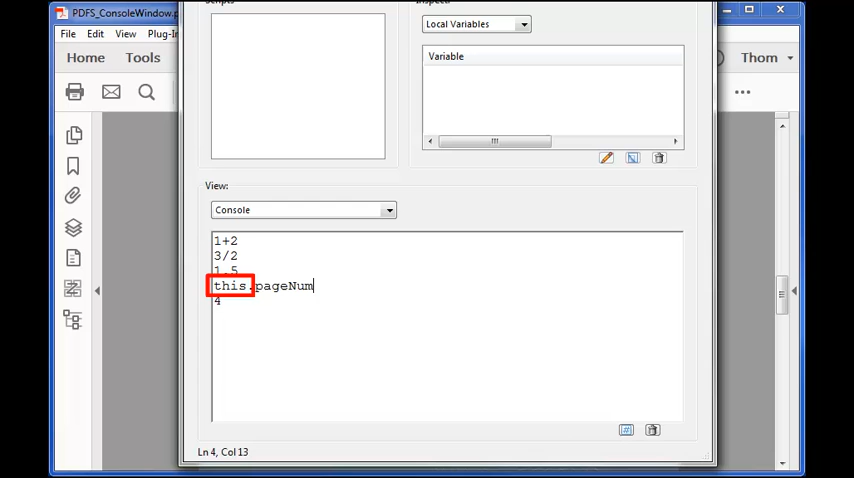 PDFS_ConsoleWindow.p
File Edit View Plug-In
Home Tools
Thom
Local Variables
Variable
View:
Console
1+2
3/2
1.5
this.pageNum
4
Ln 4, Col 13